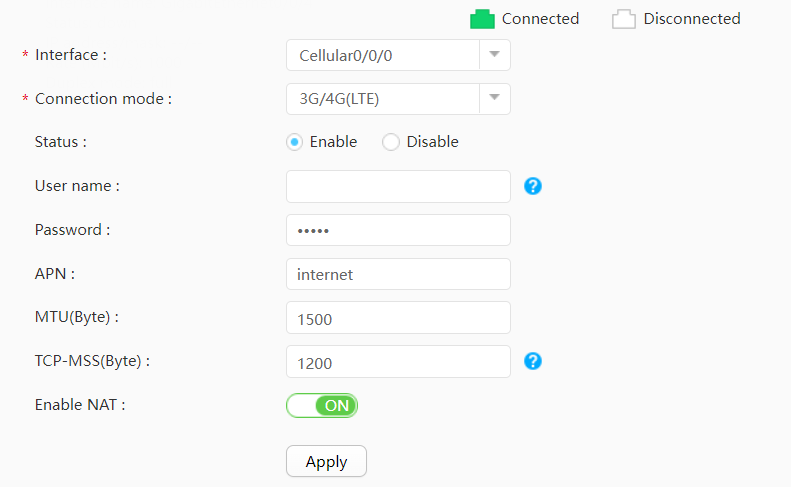 Connected Disconnected
* Interface : Cellular0/0/0
* Connection mode : 3G/4G(LTE)
Status : Enable Disable
User name : ?
Password : •••••
APN : internet
MTU(Byte) : 1500
TCP-MSS(Byte) : 1200 ?
Enable NAT : ON
Apply